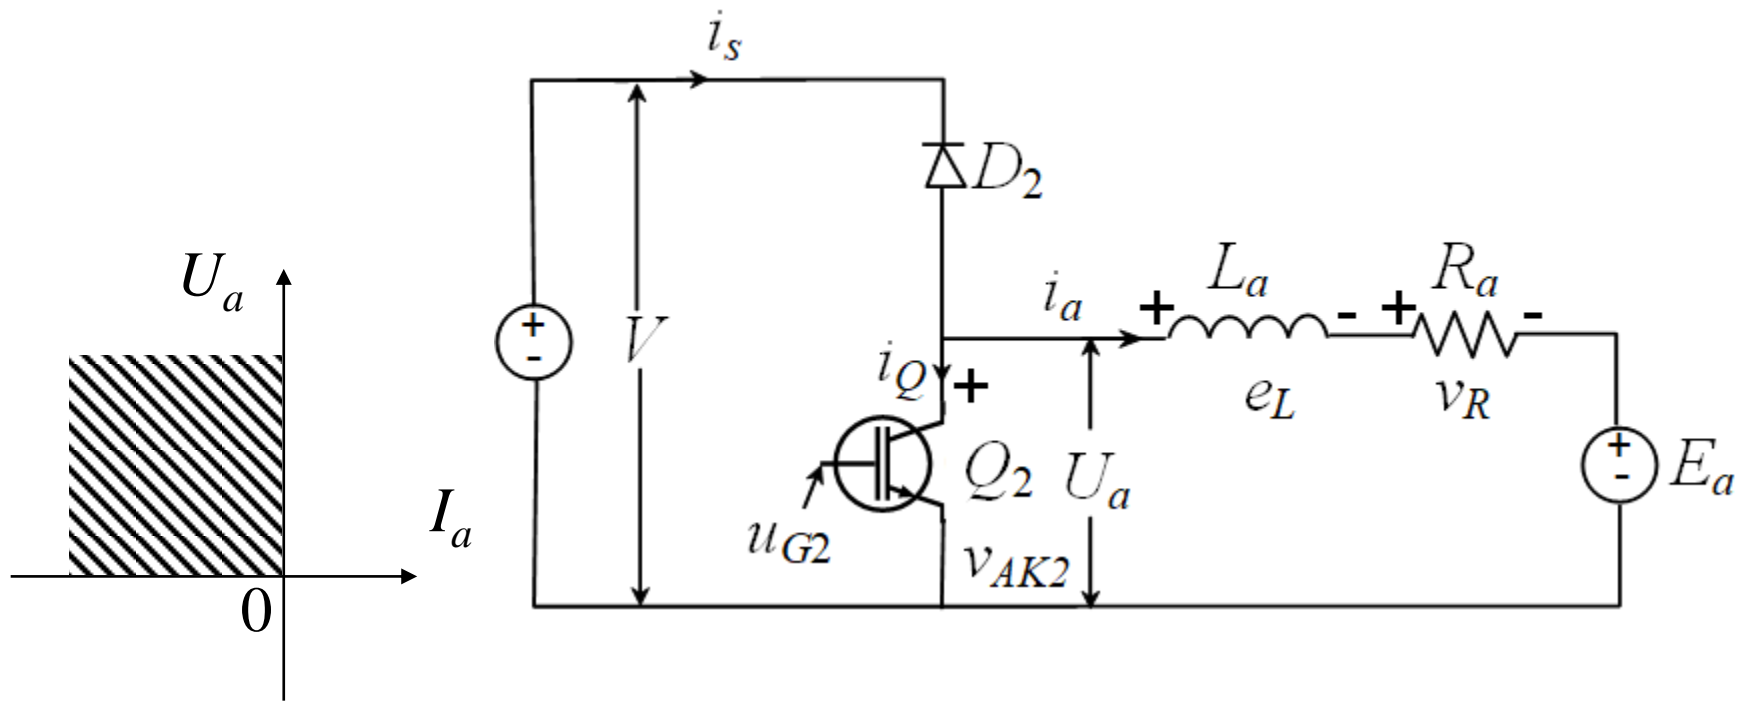 U_a
I_a
0
i_s
+
-
V
D_2
i_a
+ L_a - + R_a -
e_L v_R
i_Q +
Q_2
u_G2
v_AK2
U_a
+
-
E_a